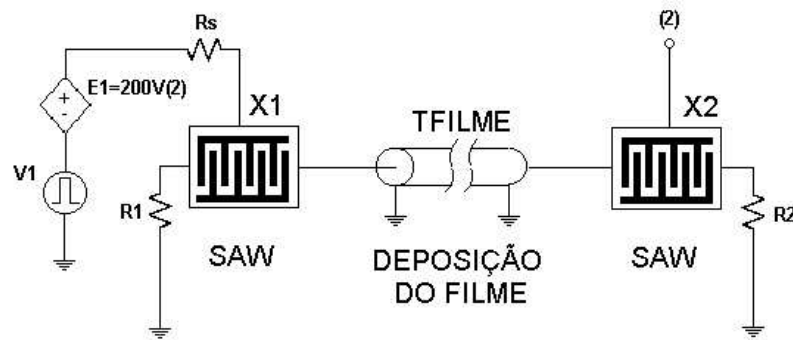 Rs
(2)
E1=200V(2)
X1
X2
TFILME
V1
R1
R2
SAW
DEPOSIÇÃO
DO FILME
SAW